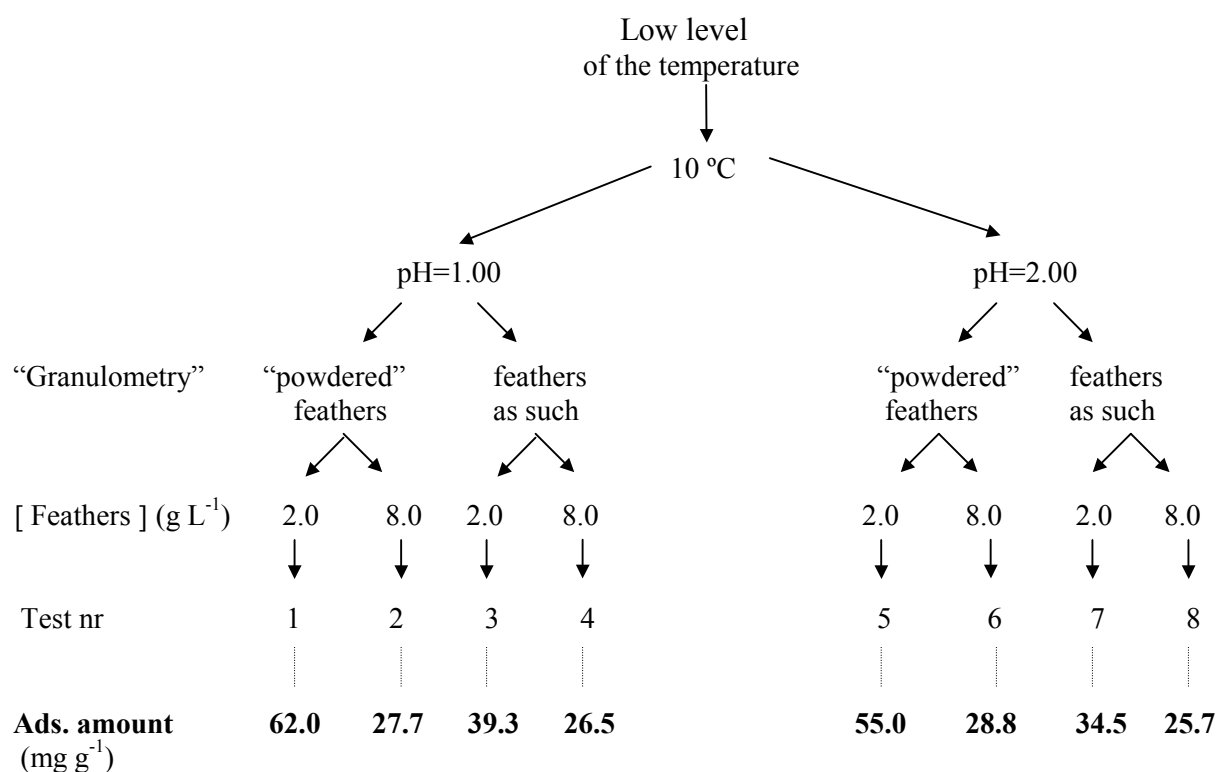 Low level
of the temperature
10 ºC
pH=1.00 pH=2.00
“Granulometry” “powdered” feathers “powdered” feathers
feathers as such feathers as such
[ Feathers ] (g L-1) 2.0 8.0 2.0 8.0 2.0 8.0 2.0 8.0
Test nr 1 2 3 4 5 6 7 8
Ads. amount 62.0 27.7 39.3 26.5 55.0 28.8 34.5 25.7
(mg g-1)